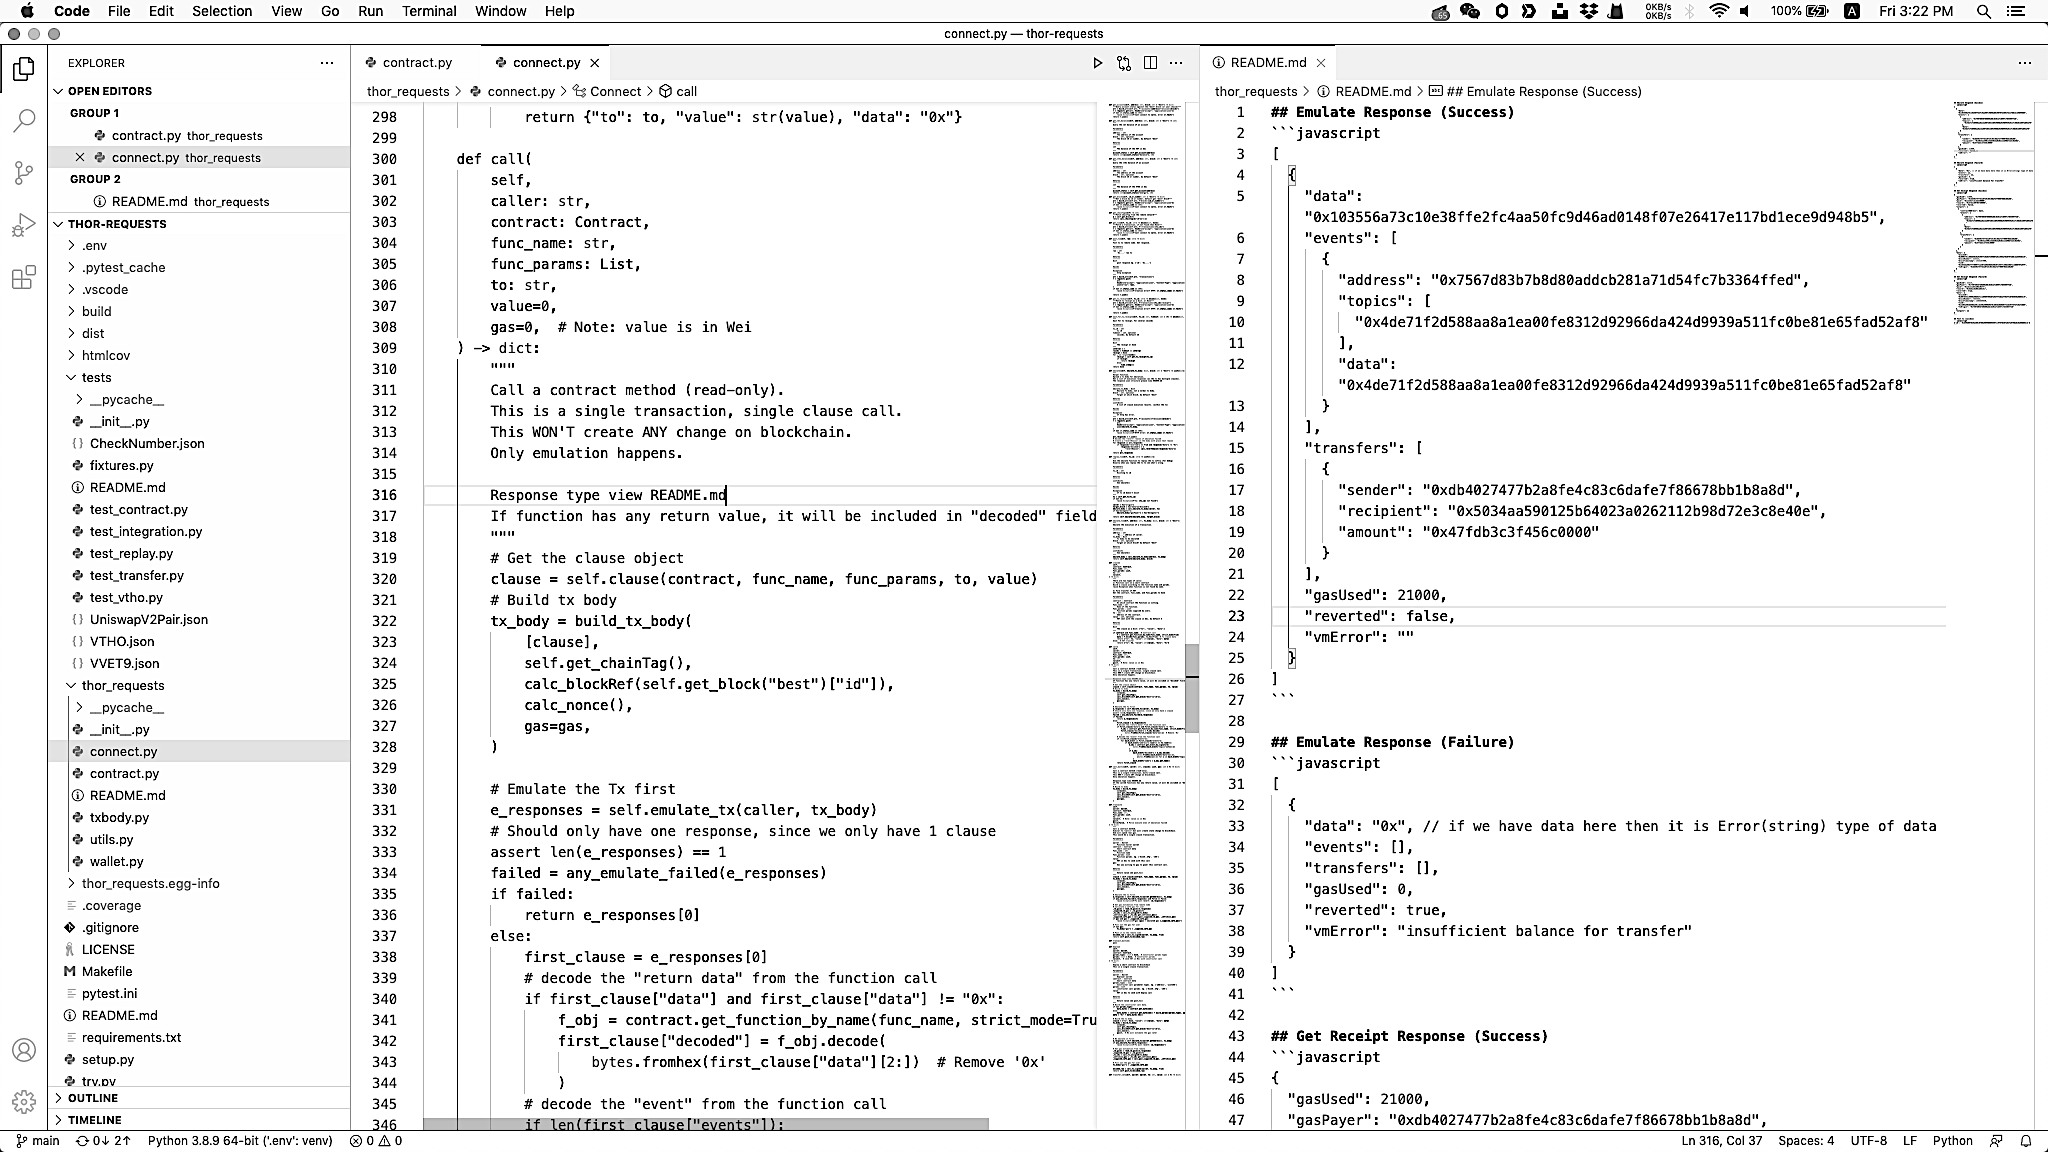 Code File Edit Selection View Go Run Terminal Window Help
65 0KB/s 0KB/s 100% A Fri 3:22 PM
connect.py — thor-requests
EXPLORER
OPEN EDITORS
GROUP 1
contract.py thor_requests
connect.py thor_requests
GROUP 2
README.md thor_requests
THOR-REQUESTS
.env
.pytest_cache
.vscode
build
dist
htmlcov
tests
__pycache__
__init__.py
CheckNumber.json
fixtures.py
README.md
test_contract.py
test_integration.py
test_replay.py
test_transfer.py
test_vtho.py
UniswapV2Pair.json
VTHO.json
VVET9.json
thor_requests
__pycache__
__init__.py
connect.py
contract.py
README.md
txbody.py
utils.py
wallet.py
thor_requests.egg-info
.coverage
.gitignore
LICENSE
Makefile
pytest.ini
README.md
requirements.txt
setup.py
try.py
OUTLINE
TIMELINE
contract.py connect.py
thor_requests > connect.py > Connect > call
298 return {"to": to, "value": str(value), "data": "0x"}
299
300 def call(
301 self,
302 caller: str,
303 contract: Contract,
304 func_name: str,
305 func_params: List,
306 to: str,
307 value=0,
308 gas=0,  # Note: value is in Wei
309 ) -> dict:
310 """
311 Call a contract method (read-only).
312 This is a single transaction, single clause call.
313 This WON'T create ANY change on blockchain.
314 Only emulation happens.
315
316 Response type view README.md
317 If function has any return value, it will be included in "decoded" field
318 """
319 # Get the clause object
320 clause = self.clause(contract, func_name, func_params, to, value)
321 # Build tx body
322 tx_body = build_tx_body(
323 [clause],
324 self.get_chainTag(),
325 calc_blockRef(self.get_block("best")["id"]),
326 calc_nonce(),
327 gas=gas,
328 )
329
330 # Emulate the Tx first
331 e_responses = self.emulate_tx(caller, tx_body)
332 # Should only have one response, since we only have 1 clause
333 assert len(e_responses) == 1
334 failed = any_emulate_failed(e_responses)
335 if failed:
336 return e_responses[0]
337 else:
338 first_clause = e_responses[0]
339 # decode the "return data" from the function call
340 if first_clause["data"] and first_clause["data"] != "0x":
341 f_obj = contract.get_function_by_name(func_name, strict_mode=Tru
342 first_clause["decoded"] = f_obj.decode(
343 bytes.fromhex(first_clause["data"][2:])  # Remove '0x'
344 )
345 # decode the "event" from the function call
346 if len(first_clause["events"]):
README.md
thor_requests > README.md > ## Emulate Response (Success)
1 ## Emulate Response (Success)
2 ```javascript
3 [
4 {
5 "data":
"0x103556a73c10e38ffe2fc4aa50fc9d46ad0148f07e26417e117bd1ece9d948b5",
6 "events": [
7 {
8 "address": "0x7567d83b7b8d80addcb281a71d54fc7b3364ffed",
9 "topics": [
10 "0x4de71f2d588aa8a1ea00fe8312d92966da424d9939a511fc0be81e65fad52af8"
11 ],
12 "data":
"0x4de71f2d588aa8a1ea00fe8312d92966da424d9939a511fc0be81e65fad52af8"
13 }
14 ],
15 "transfers": [
16 {
17 "sender": "0xdb4027477b2a8fe4c83c6dafe7f86678bb1b8a8d",
18 "recipient": "0x5034aa590125b64023a0262112b98d72e3c8e40e",
19 "amount": "0x47fdb3c3f456c0000"
20 }
21 ],
22 "gasUsed": 21000,
23 "reverted": false,
24 "vmError": ""
25 }
26 ]
27 ```
28
29 ## Emulate Response (Failure)
30 ```javascript
31 [
32 {
33 "data": "0x", // if we have data here then it is Error(string) type of data
34 "events": [],
35 "transfers": [],
36 "gasUsed": 0,
37 "reverted": true,
38 "vmError": "insufficient balance for transfer"
39 }
40 ]
41 ```
42
43 ## Get Receipt Response (Success)
44 ```javascript
45 {
46 "gasUsed": 21000,
47 "gasPayer": "0xdb4027477b2a8fe4c83c6dafe7f86678bb1b8a8d",
main 0↓ 2↑ Python 3.8.9 64-bit ('.env': venv) 0 0 Ln 316, Col 37 Spaces: 4 UTF-8 LF Python